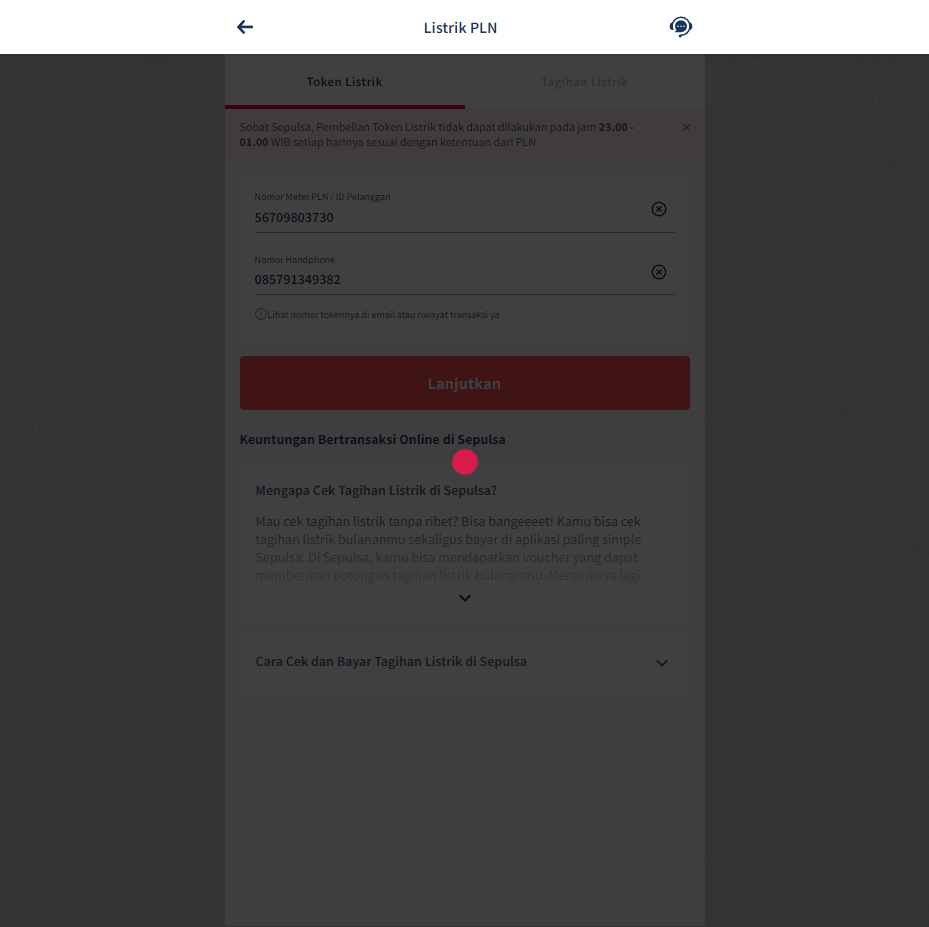 Listrik PLN
Token Listrik
Tagihan Listrik
Sobat Sepulsa, Pembelian Token Listrik tidak dapat dilakukan pada jam 23.00 -
01.00 WIB setiap harinya sesuai dengan ketentuan dari PLN
Nomor Meter PLN / ID Pelanggan
56709803730
Nomor Handphone
085791349382
Lihat nomor tokennya di email atau riwayat transaksi ya
Lanjutkan
Keuntungan Bertransaksi Online di Sepulsa
Mengapa Cek Tagihan Listrik di Sepulsa?
Mau cek tagihan listrik tanpa ribet? Bisa bangeeeet! Kamu bisa cek
tagihan listrik bulananmu sekaligus bayar di aplikasi paling simple
Sepulsa. Di Sepulsa, kamu bisa mendapatkan voucher yang dapat
memberikan potongan tagihan listrik bulananmu. Menariknya lagi,
Cara Cek dan Bayar Tagihan Listrik di Sepulsa